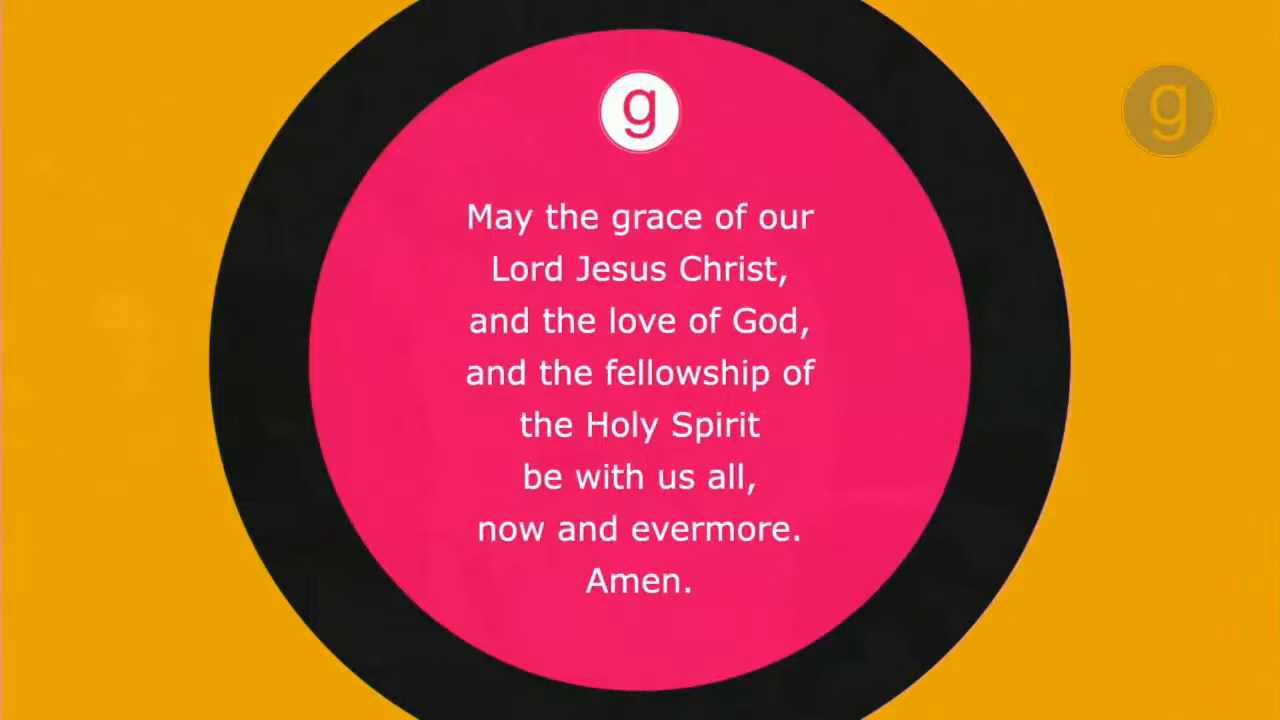 g
g
May the grace of our
Lord Jesus Christ,
and the love of God,
and the fellowship of
the Holy Spirit
be with us all,
now and evermore.
Amen.